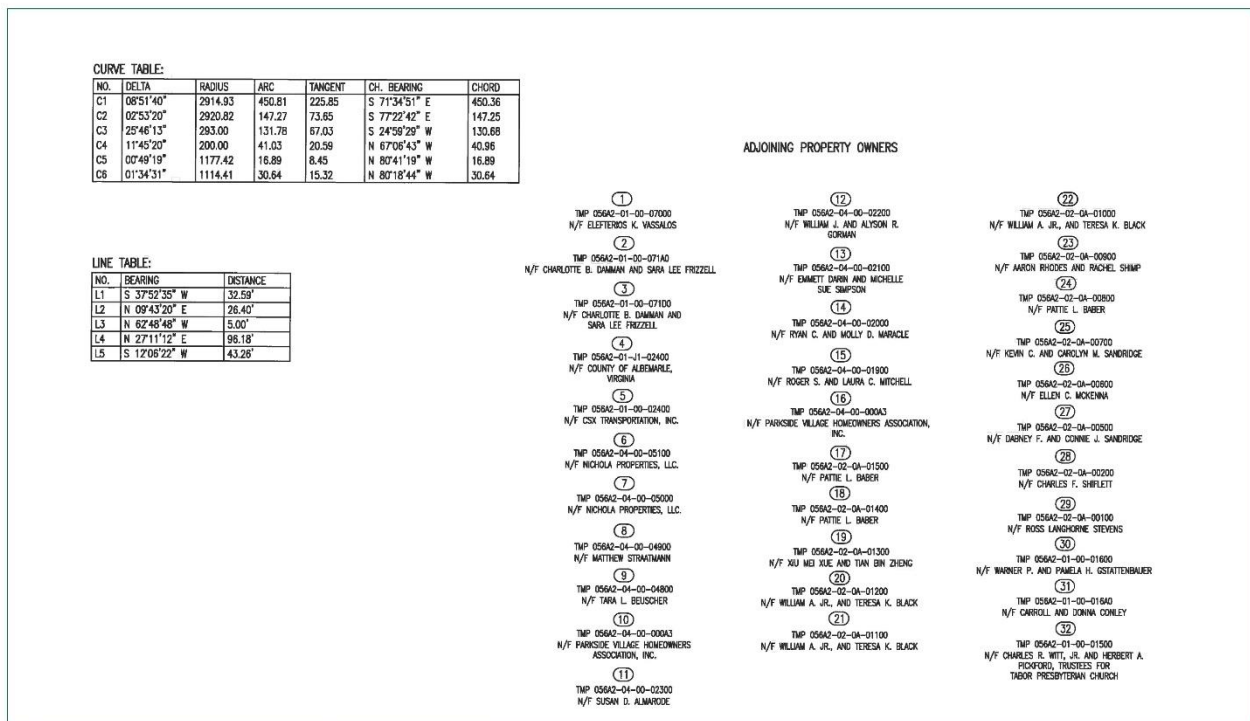 CURVE TABLE:
NO. DELTA RADIUS ARC TANGENT CH. BEARING CHORD
C1 08°51'40" 2914.93 450.81 225.85 S 71°34'51" E 450.36
C2 02°53'20" 2920.82 147.27 73.65 S 77°22'42" E 147.25
C3 25°46'13" 293.00 131.78 67.03 S 24°59'29" W 130.68
C4 11°45'20" 200.00 41.03 20.59 N 67°06'43" W 40.96
C5 00°49'19" 1177.42 16.89 8.45 N 80°41'19" W 16.89
C6 01°34'31" 1114.41 30.64 15.32 N 80°18'44" W 30.64
LINE TABLE:
NO. BEARING DISTANCE
L1 S 37°52'35" W 32.59'
L2 N 09°43'20" E 26.40'
L3 N 62°48'48" W 5.00'
L4 N 27°11'12" E 96.18'
L5 S 12°06'22" W 43.26'
ADJOINING PROPERTY OWNERS
1
TMP 056A2-01-00-07000
N/F ELEFTERIOS K. VASSALOS
2
TMP 056A2-01-00-071A0
N/F CHARLOTTE B. DAMMAN AND SARA LEE FRIZZELL
3
TMP 056A2-01-00-071D0
N/F CHARLOTTE B. DAMMAN AND
SARA LEE FRIZZELL
4
TMP 056A2-01-J1-02400
N/F COUNTY OF ALBEMARLE,
VIRGINIA
5
TMP 056A2-01-00-02400
N/F CSX TRANSPORTATION, INC.
6
TMP 056A2-04-00-05100
N/F NICHOLA PROPERTIES, LLC.
7
TMP 056A2-04-00-05000
N/F NICHOLA PROPERTIES, LLC.
8
TMP 056A2-04-00-04900
N/F MATTHEW STRAATMANN
9
TMP 056A2-04-00-04800
N/F TARA L. BEUSCHER
10
TMP 056A2-04-00-000A3
N/F PARKSIDE VILLAGE HOMEOWNERS
ASSOCIATION, INC.
11
TMP 056A2-04-00-02300
N/F SUSAN D. ALMARODE
12
TMP 056A2-04-00-02200
N/F WILLIAM J. AND ALYSON R.
GORMAN
13
TMP 056A2-04-00-02100
N/F EMMETT DARIN AND MICHELLE
SUE SIMPSON
14
TMP 056A2-04-00-02000
N/F RYAN C. AND MOLLY D. MARACLE
15
TMP 056A2-04-00-01900
N/F ROGER S. AND LAURA C. MITCHELL
16
TMP 056A2-04-00-000A3
N/F PARKSIDE VILLAGE HOMEOWNERS ASSOCIATION,
INC.
17
TMP 056A2-02-0A-01500
N/F PATTIE L. BABER
18
TMP 056A2-02-0A-01400
N/F PATTIE L. BABER
19
TMP 056A2-02-0A-01300
N/F XIU MEI XUE AND TIAN BIN ZHENG
20
TMP 056A2-02-0A-01200
N/F WILLIAM A. JR., AND TERESA K. BLACK
21
TMP 056A2-02-0A-01100
N/F WILLIAM A. JR., AND TERESA K. BLACK
22
TMP 056A2-02-0A-01000
N/F WILLIAM A. JR., AND TERESA K. BLACK
23
TMP 056A2-02-0A-00900
N/F AARON RHODES AND RACHEL SHIMP
24
TMP 056A2-02-0A-00800
N/F PATTIE L. BABER
25
TMP 056A2-02-0A-00700
N/F KEVIN C. AND CAROLYN M. SANDRIDGE
26
TMP 056A2-02-0A-00600
N/F ELLEN C. MCKENNA
27
TMP 056A2-02-0A-00500
N/F DABNEY F. AND CONNIE J. SANDRIDGE
28
TMP 056A2-02-0A-00200
N/F CHARLES F. SHIFLETT
29
TMP 056A2-02-0A-00100
N/F ROSS LANGHORNE STEVENS
30
TMP 056A2-01-00-01600
N/F WARNER P. AND PAMELA H. GSTATTENBAUER
31
TMP 056A2-01-00-016A0
N/F CARROLL AND DONNA CONLEY
32
TMP 056A2-01-00-01500
N/F CHARLES R. WITT, JR. AND HERBERT A.
PICKFORD, TRUSTEES FOR
TABOR PRESBYTERIAN CHURCH